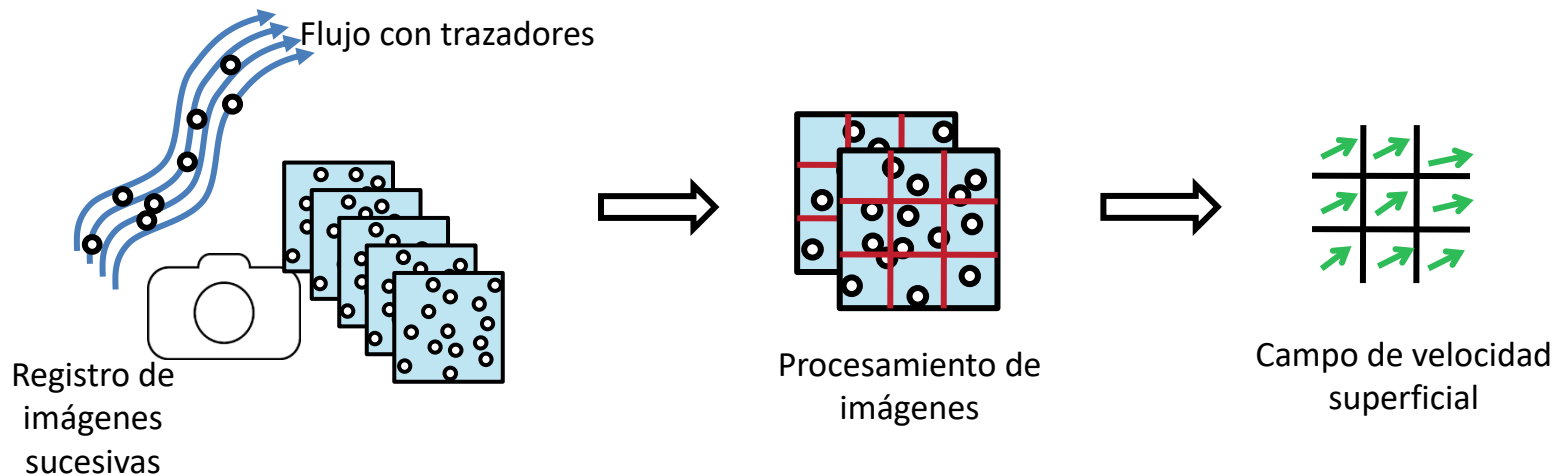 Flujo con trazadores
Registro de
imágenes
sucesivas
Procesamiento de
imágenes
Campo de velocidad
superficial